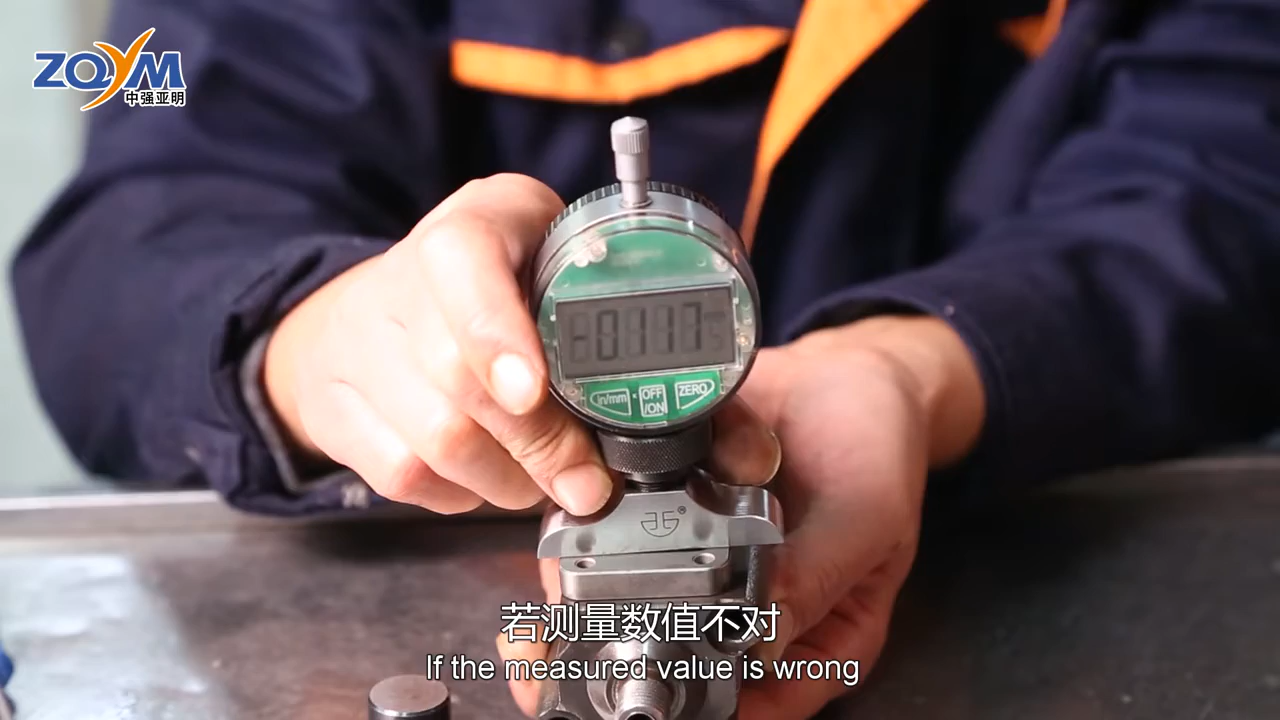 ZQYM
中强亚明
-0.117
in/mm
OFF
/ON
ZERO
若测量数值不对
If the measured value is wrong